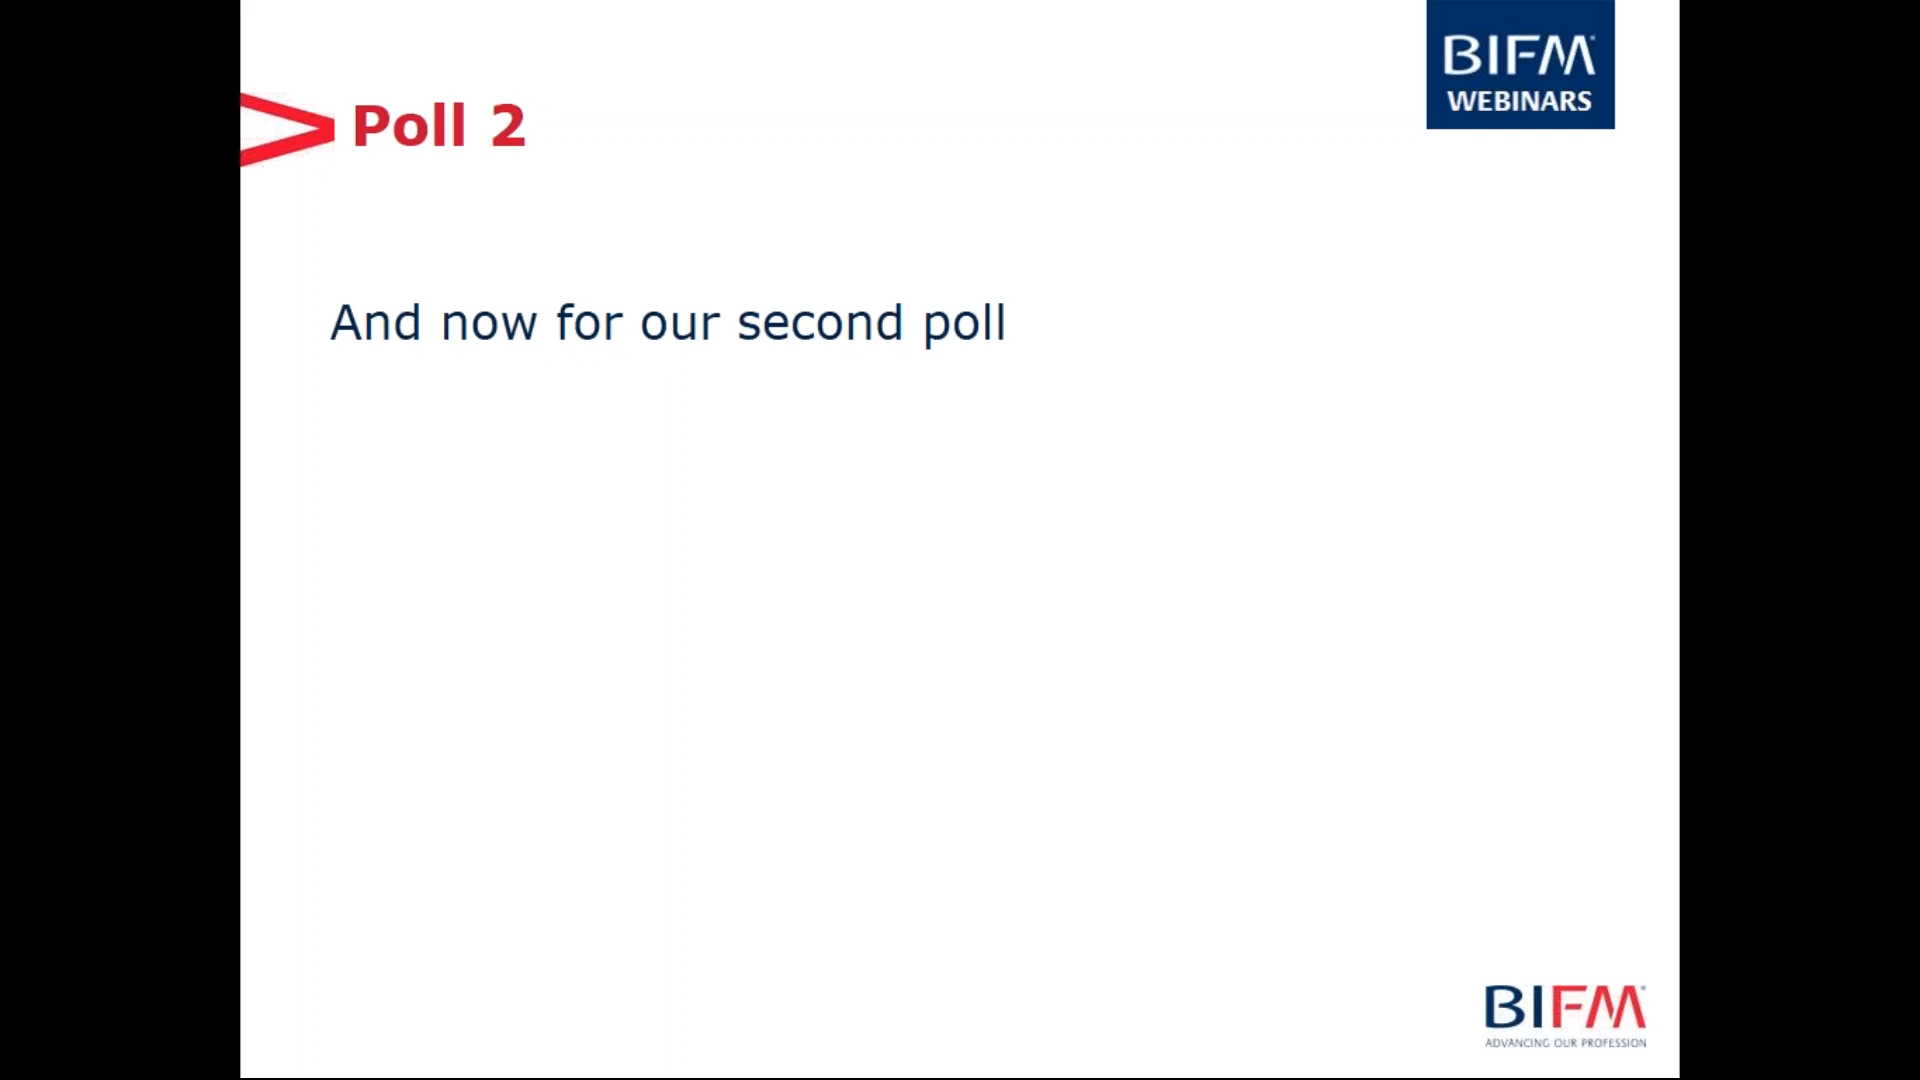 BIFM
WEBINARS
Poll 2
And now for our second poll
BIFM
ADVANCING OUR PROFESSION